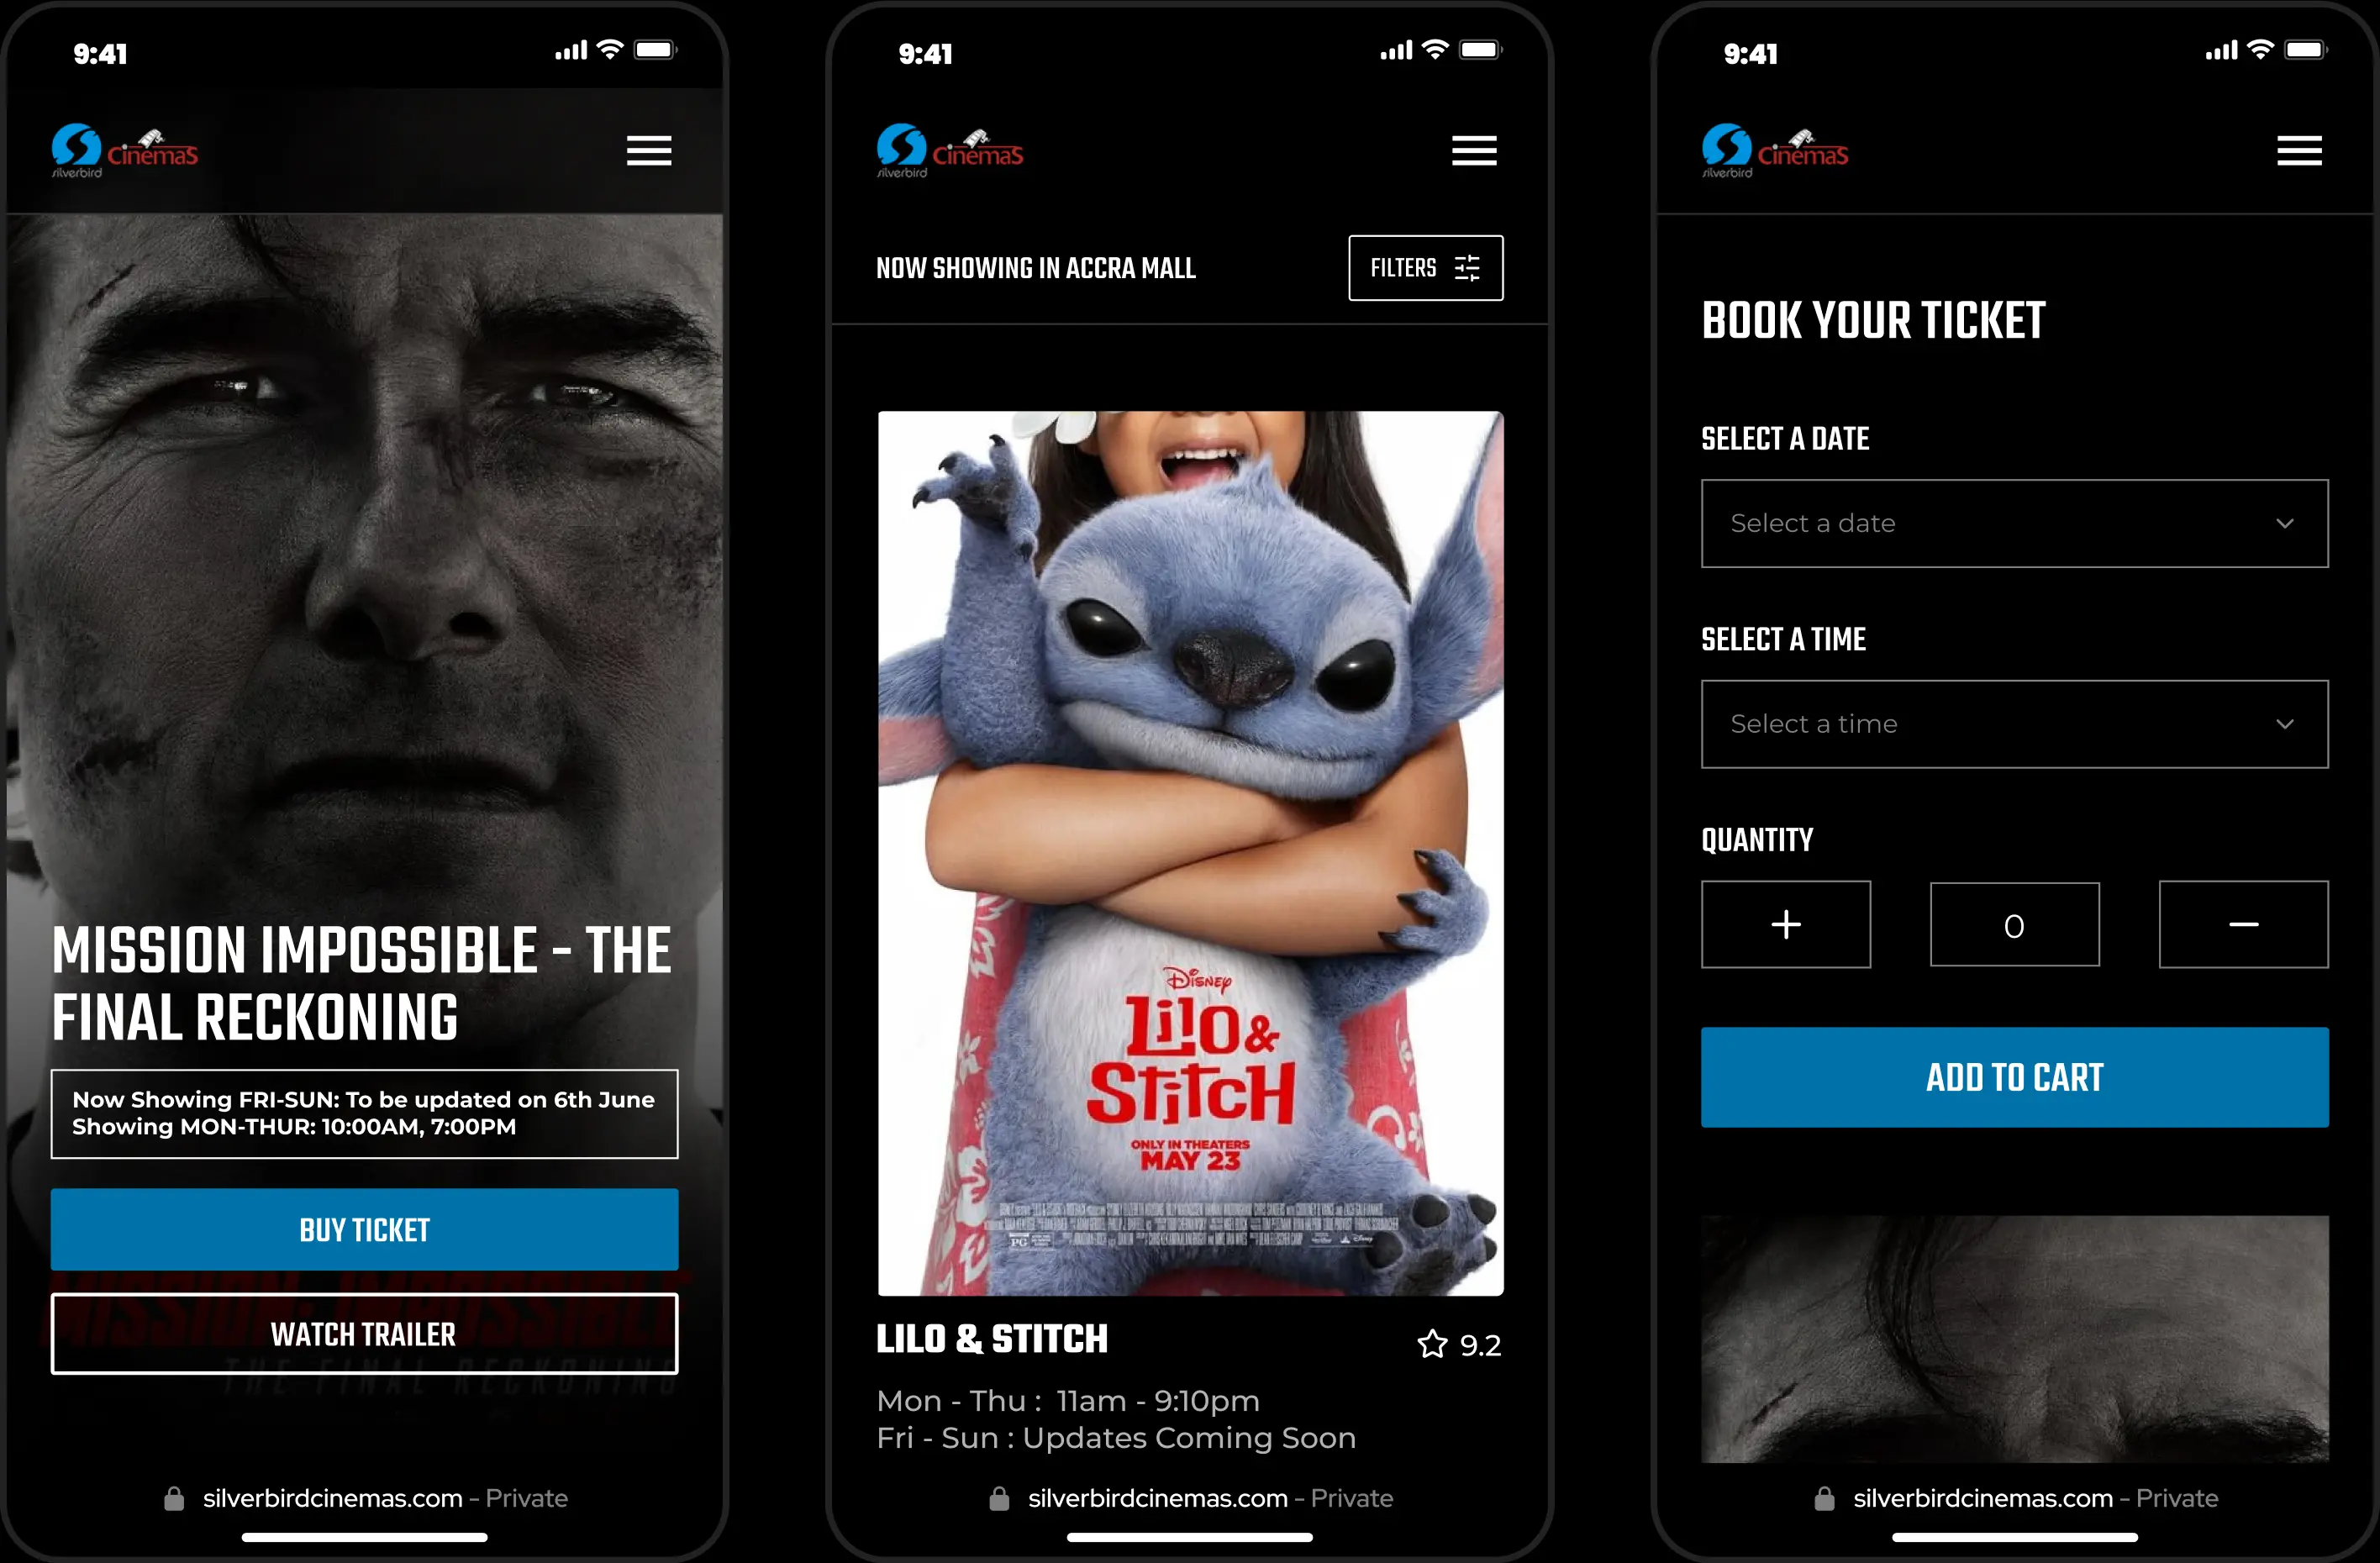 9:41
silverbird cinemas
MISSION IMPOSSIBLE - THE
FINAL RECKONING
Now Showing FRI-SUN: To be updated on 6th June
Showing MON-THUR: 10:00AM, 7:00PM
BUY TICKET
MISSION: IMPOSSIBLE
WATCH TRAILER
THE FINAL RECKONING
silverbirdcinemas.com - Private
9:41
silverbird cinemas
NOW SHOWING IN ACCRA MALL
FILTERS
Disney
Lilo &
Stitch
ONLY IN THEATERS
MAY 23
PG
LILO & STITCH
9.2
Mon - Thu : 11am - 9:10pm
Fri - Sun : Updates Coming Soon
silverbirdcinemas.com - Private
9:41
silverbird cinemas
BOOK YOUR TICKET
SELECT A DATE
Select a date
SELECT A TIME
Select a time
QUANTITY
+ 0 −
ADD TO CART
silverbirdcinemas.com - Private